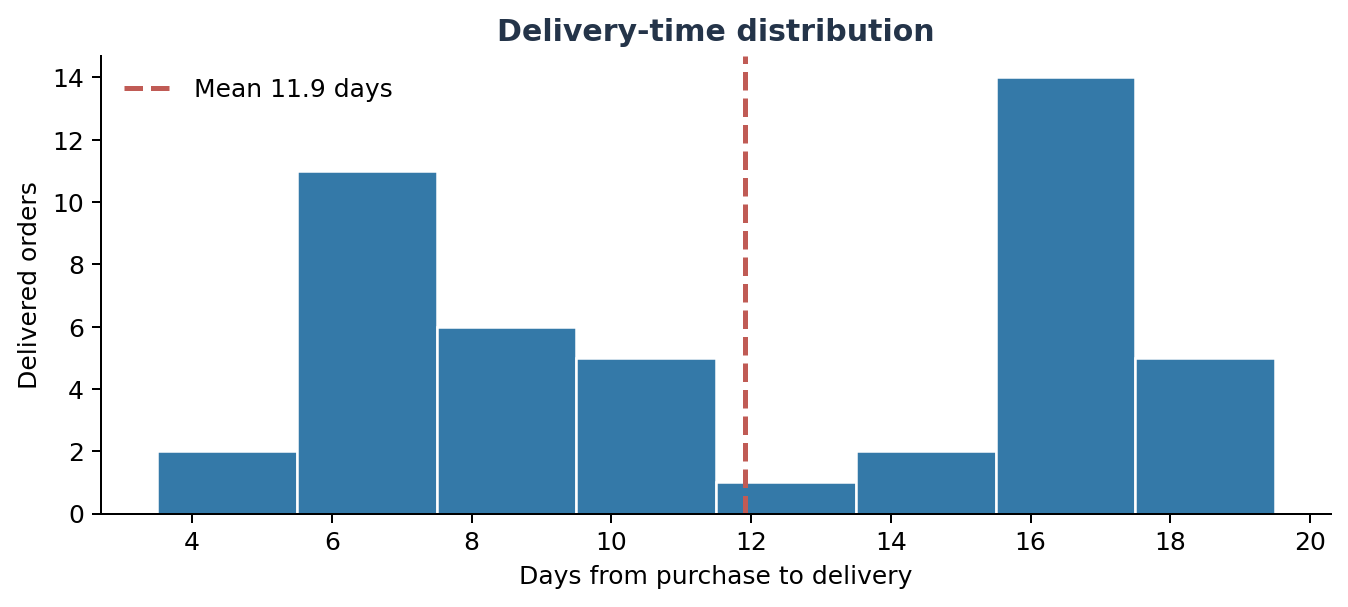 Delivery-time distribution
Mean 11.9 days
Delivered orders
14
12
10
8
6
4
2
0
4 6 8 10 12 14 16 18 20
Days from purchase to delivery